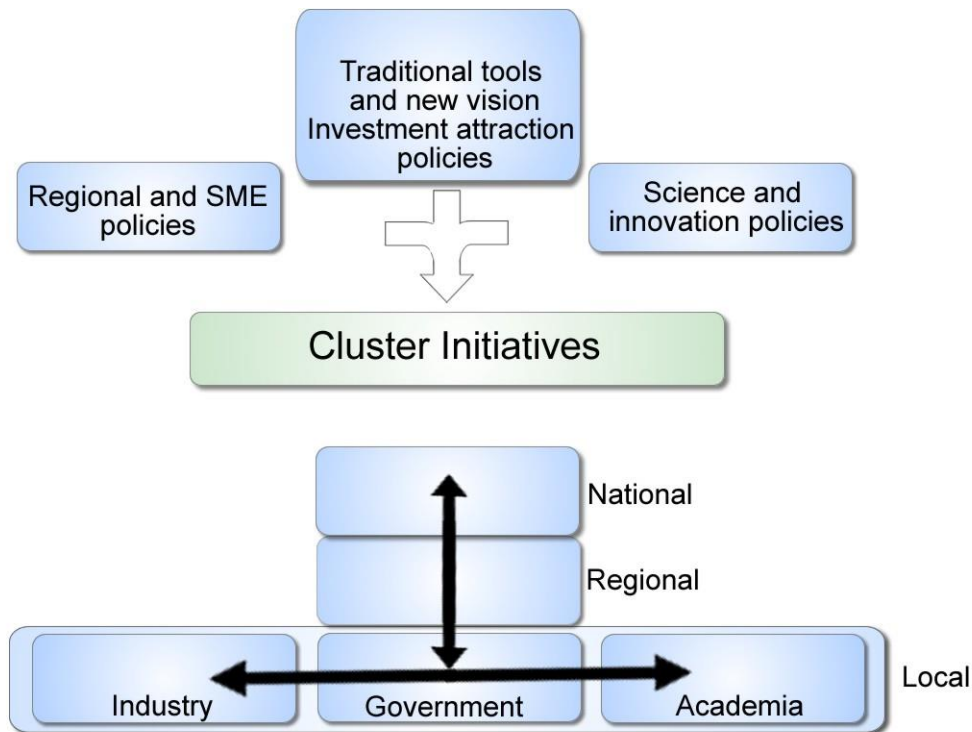 Traditional tools
and new vision
Investment attraction
policies
Regional and SME
policies
Science and
innovation policies
Cluster Initiatives
National
Regional
Industry
Government
Academia
Local